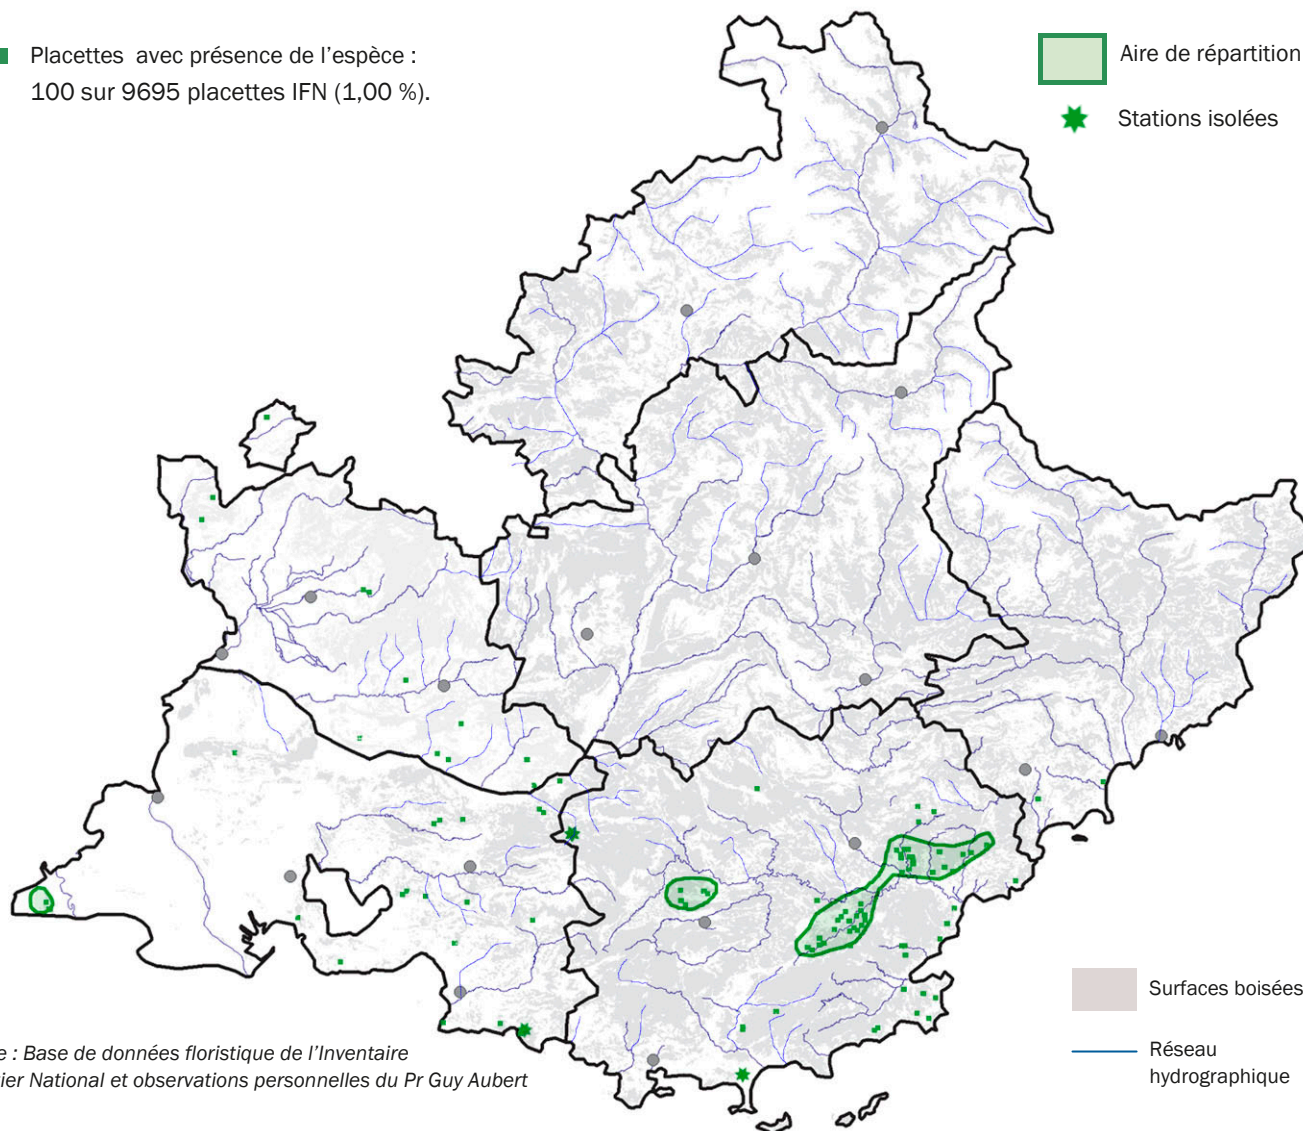 Placettes avec présence de l'espèce :
100 sur 9695 placettes IFN (1,00 %).
Aire de répartition
Stations isolées
Surfaces boisées
Réseau
hydrographique
: Base de données floristique de l'Inventaire
National et observations personnelles du Pr Guy Aubert